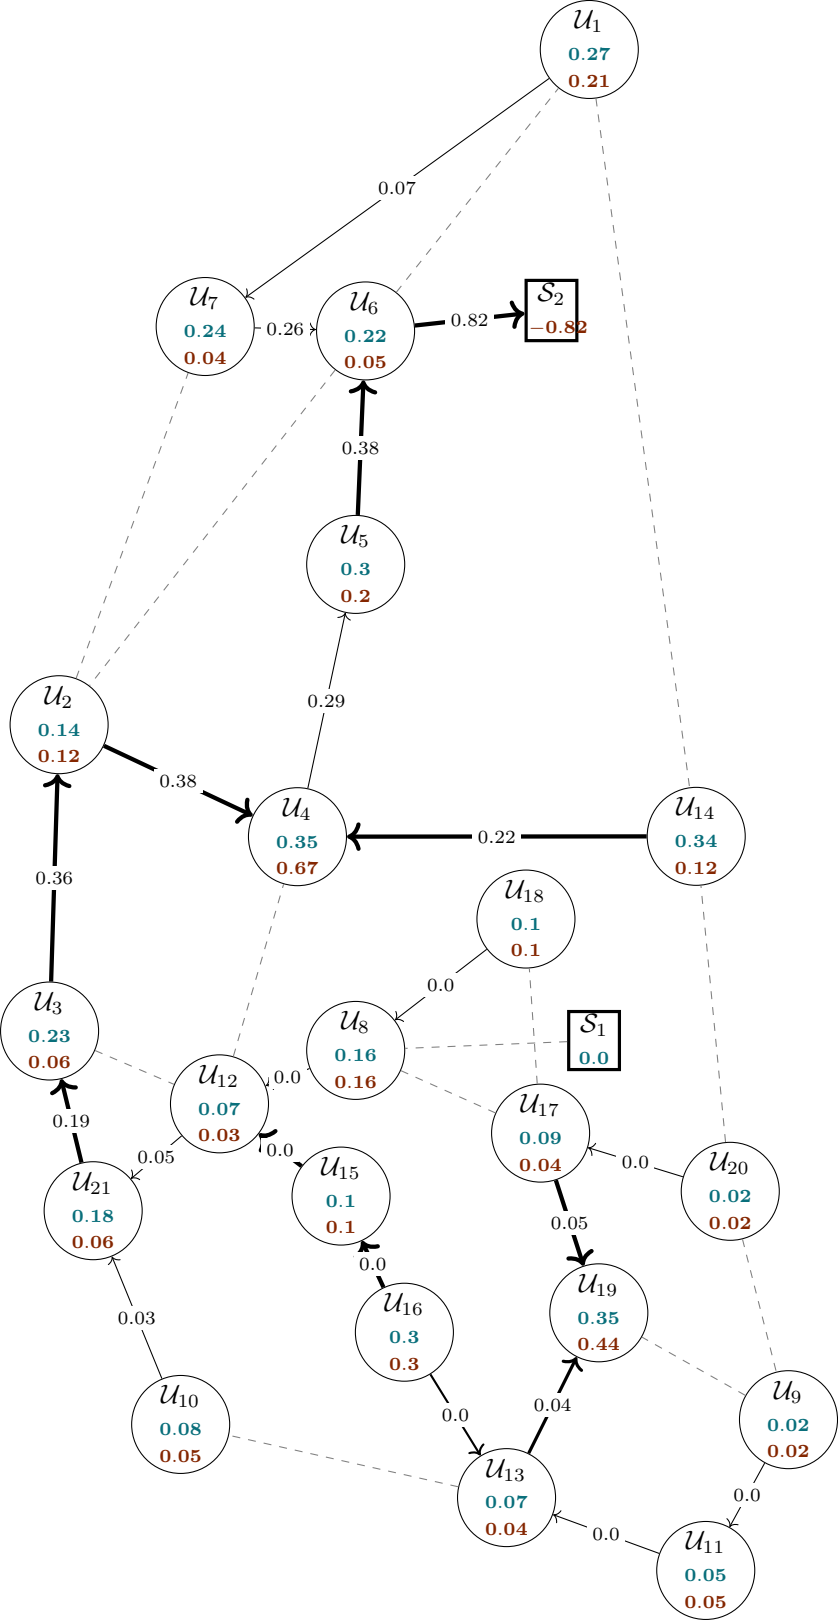 𝒰₁
0.27
0.21
0.07
𝒰₇
0.24
0.04
0.26
𝒰₆
0.22
0.05
0.82
𝒮₂
−0.82
0.38
𝒰₅
0.3
0.2
0.29
𝒰₂
0.14
0.12
0.38
𝒰₄
0.35
0.67
0.22
𝒰₁₄
0.34
0.12
0.36
𝒰₁₈
0.1
0.1
0.0
𝒰₃
0.23
0.06
𝒰₈
0.16
0.16
𝒮₁
0.0
𝒰₁₂
0.07
0.03
0.0
𝒰₁₇
0.09
0.04
0.19
0.05
0.0
0.0
𝒰₂₁
0.18
0.06
𝒰₁₅
0.1
0.1
𝒰₂₀
0.02
0.02
0.05
0.0
𝒰₁₉
0.35
0.44
0.03
𝒰₁₆
0.3
0.3
𝒰₁₀
0.08
0.05
0.0
0.04
𝒰₉
0.02
0.02
𝒰₁₃
0.07
0.04
0.0
0.0
𝒰₁₁
0.05
0.05